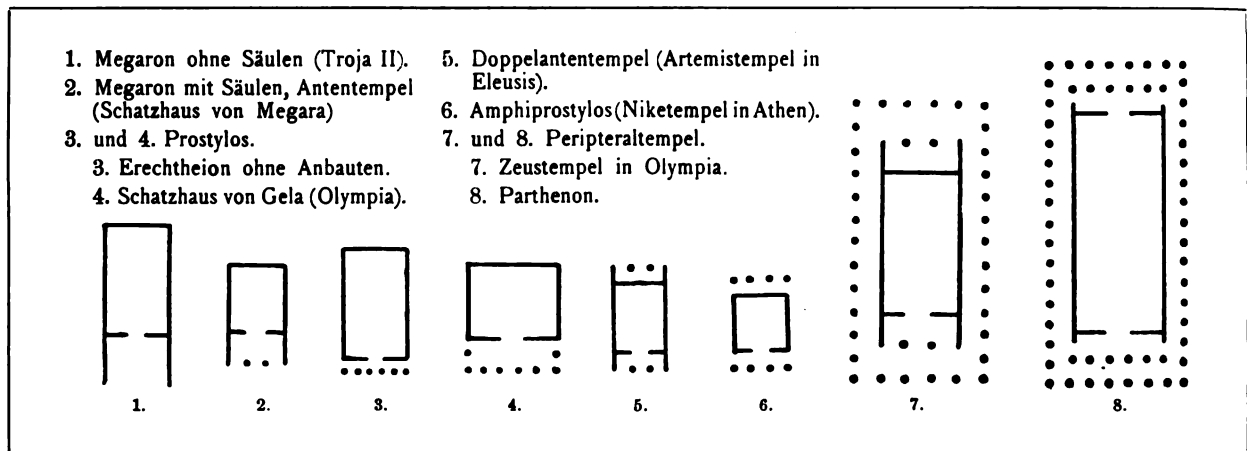 1. Megaron ohne Säulen (Troja II).
2. Megaron mit Säulen, Antentempel
(Schatzhaus von Megara)
3. und 4. Prostylos.
3. Erechtheion ohne Anbauten.
4. Schatzhaus von Gela (Olympia).
5. Doppelantentempel (Artemistempel in
Eleusis).
6. Amphiprostylos (Niketempel in Athen).
7. und 8. Peripteraltempel.
7. Zeustempel in Olympia.
8. Parthenon.
1. 2. 3. 4. 5. 6. 7. 8.